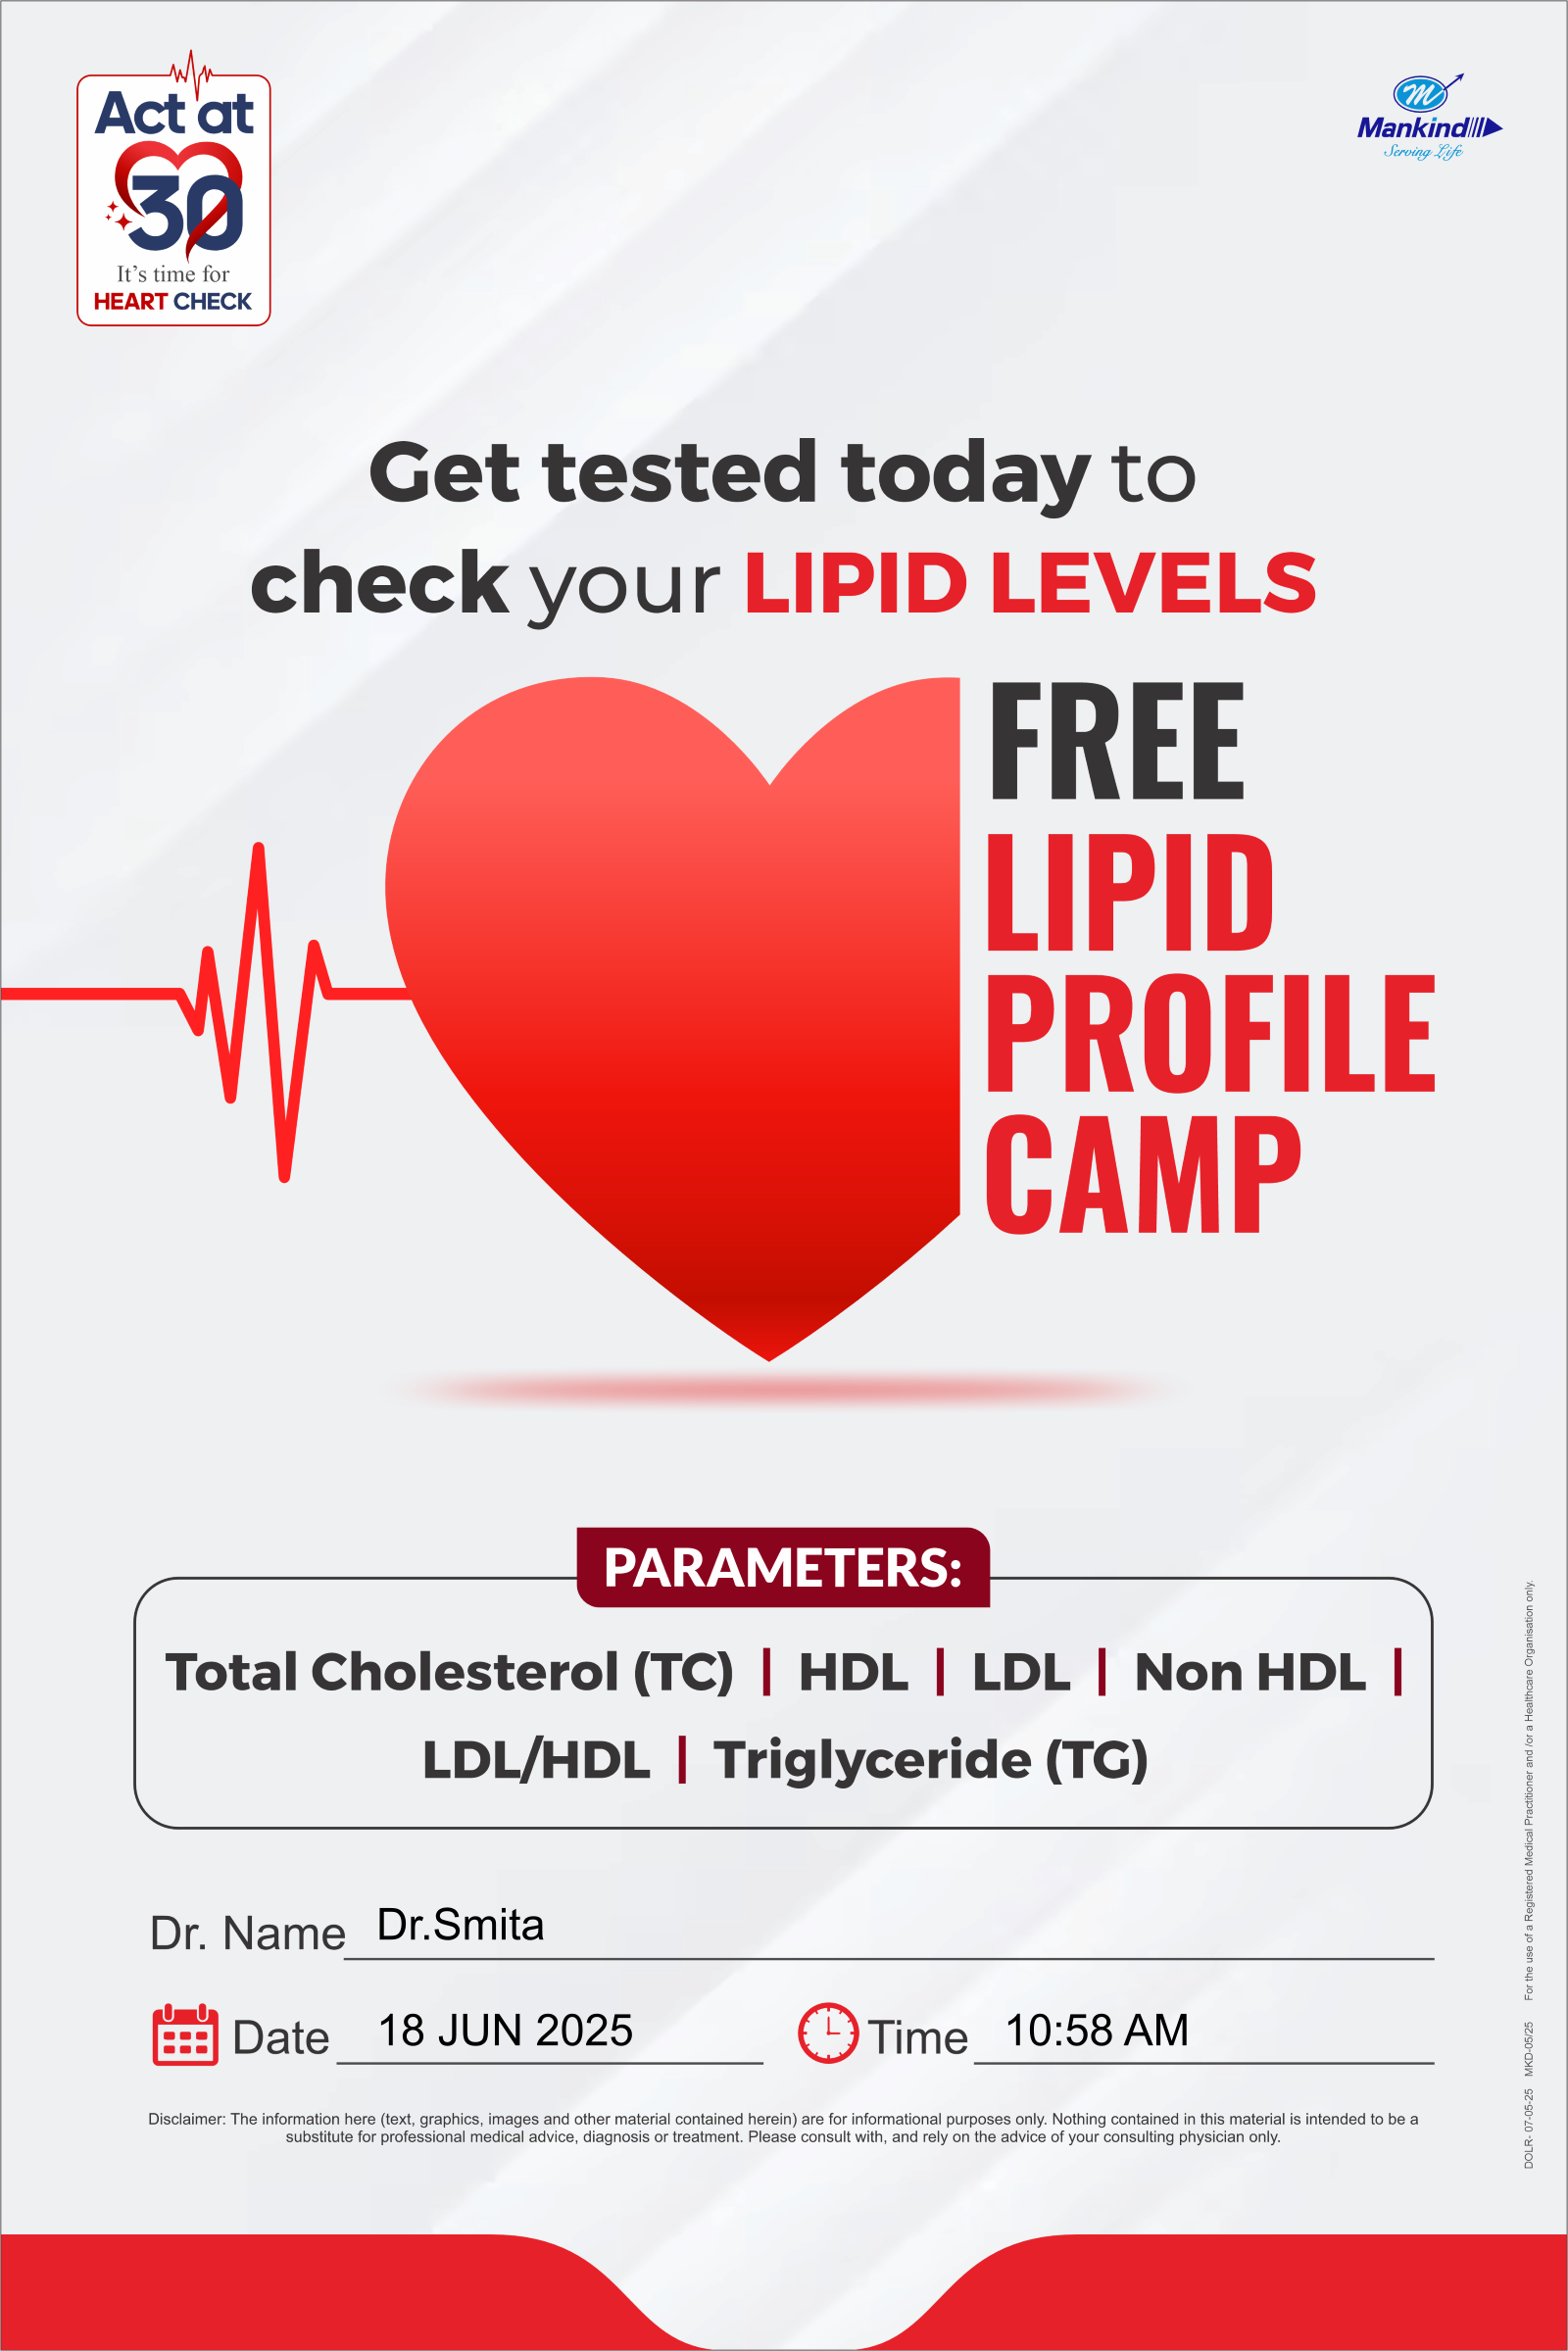 Act at
30
It's time for
HEART CHECK
Mankind
Serving Life
Get tested today to
check your LIPID LEVELS
FREE
LIPID
PROFILE
CAMP
PARAMETERS:
Total Cholesterol (TC) | HDL | LDL | Non HDL |
LDL/HDL | Triglyceride (TG)
Dr. Name Dr.Smita
Date 18 JUN 2025 Time 10:58 AM
Disclaimer: The information here (text, graphics, images and other material contained herein) are for informational purposes only. Nothing contained in this material is intended to be a
substitute for professional medical advice, diagnosis or treatment. Please consult with, and rely on the advice of your consulting physician only.
DOLR- 07-05-25 MKD-05/25 For the use of a Registered Medical Practitioner and /or a Healthcare Organisation only.